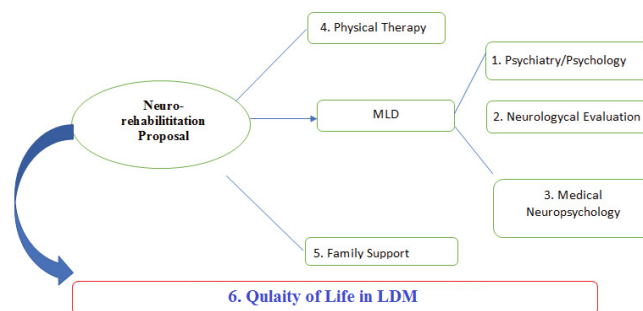 4. Physical Therapy
1. Psychiatry/Psychology
Neuro-
rehabilititation
Proposal
MLD
2. Neurologycal Evaluation
3. Medical
Neuropsychology
5. Family Support
6. Qulaity of Life in LDM